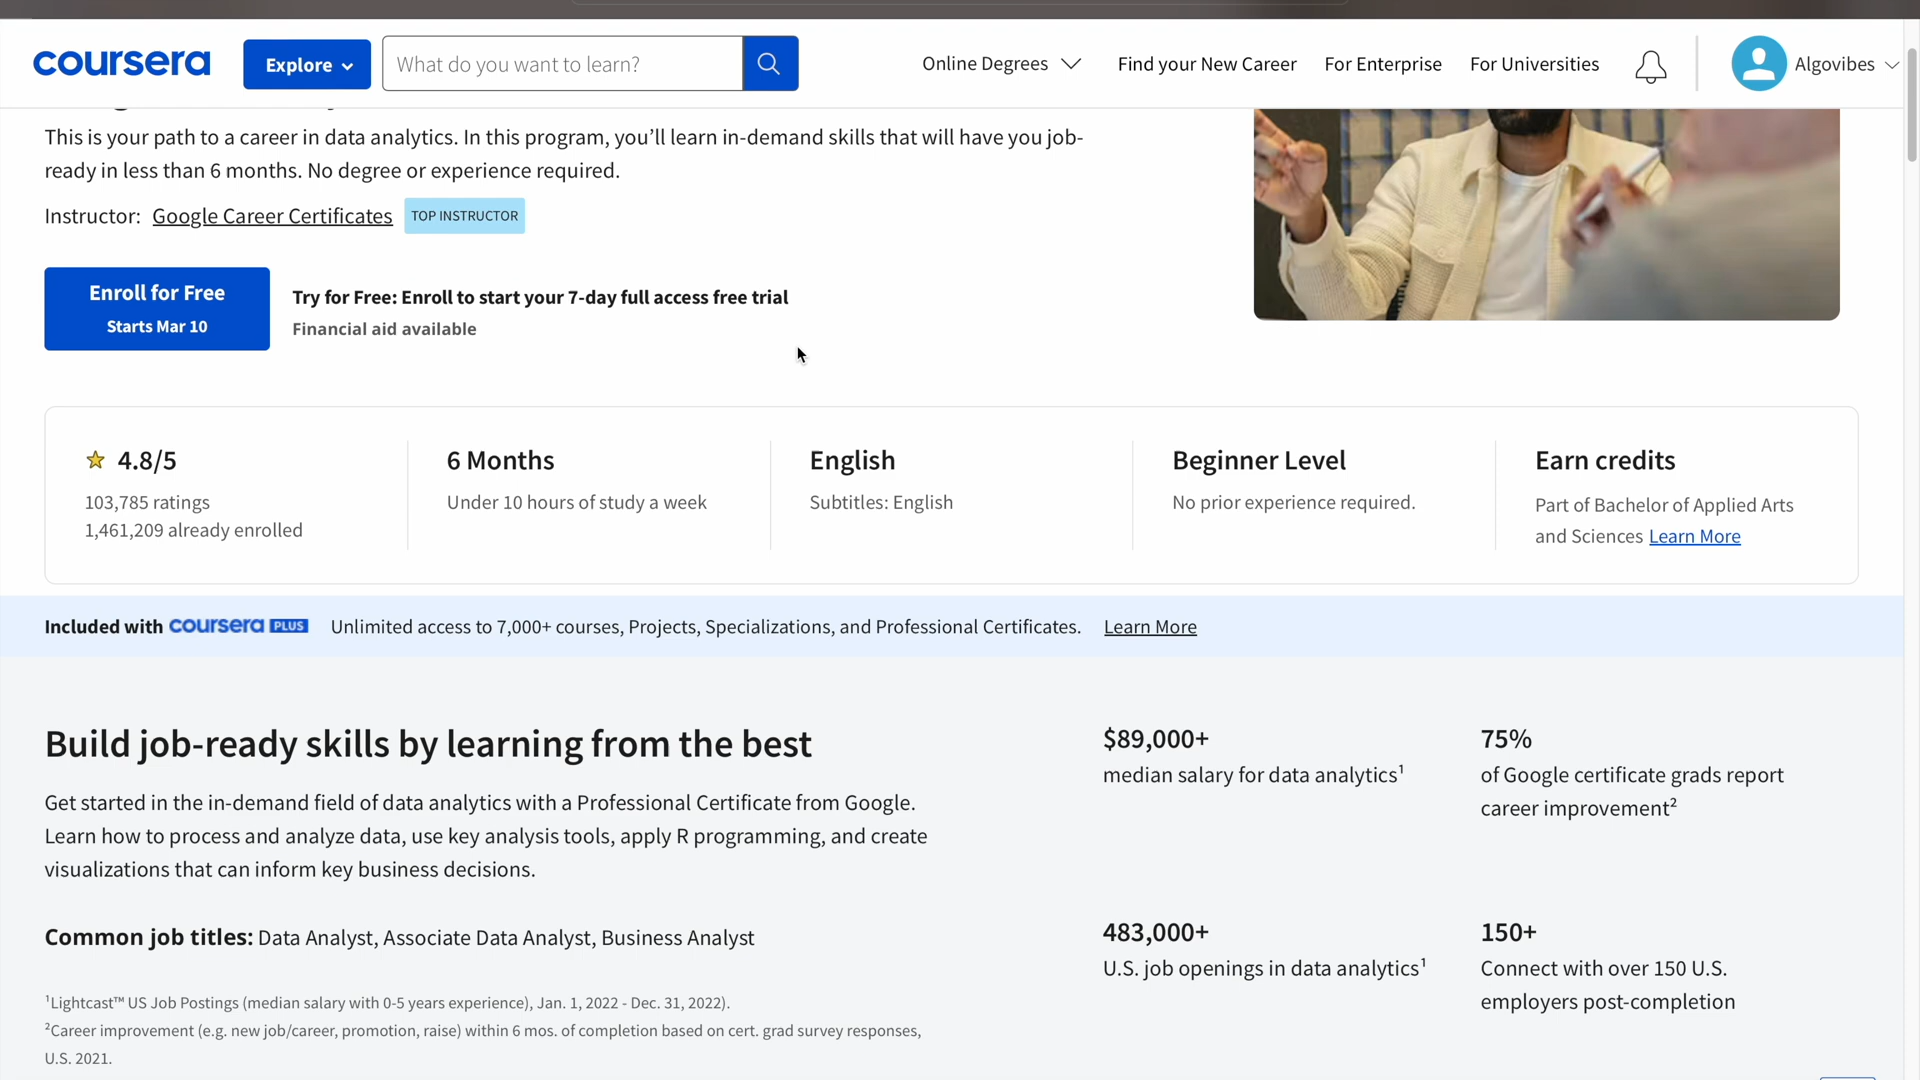 coursera
Explore
What do you want to learn?
Online Degrees
Find your New Career
For Enterprise
For Universities
Algovibes
This is your path to a career in data analytics. In this program, you’ll learn in-demand skills that will have you job-
ready in less than 6 months. No degree or experience required.
Instructor: Google Career Certificates TOP INSTRUCTOR
Enroll for Free
Starts Mar 10
Try for Free: Enroll to start your 7-day full access free trial
Financial aid available
4.8/5
103,785 ratings
1,461,209 already enrolled
6 Months
Under 10 hours of study a week
English
Subtitles: English
Beginner Level
No prior experience required.
Earn credits
Part of Bachelor of Applied Arts
and Sciences Learn More
Included with coursera PLUS Unlimited access to 7,000+ courses, Projects, Specializations, and Professional Certificates. Learn More
Build job-ready skills by learning from the best
Get started in the in-demand field of data analytics with a Professional Certificate from Google.
Learn how to process and analyze data, use key analysis tools, apply R programming, and create
visualizations that can inform key business decisions.
Common job titles: Data Analyst, Associate Data Analyst, Business Analyst
¹Lightcast™ US Job Postings (median salary with 0-5 years experience), Jan. 1, 2022 - Dec. 31, 2022).
²Career improvement (e.g. new job/career, promotion, raise) within 6 mos. of completion based on cert. grad survey responses,
U.S. 2021.
$89,000+
median salary for data analytics¹
75%
of Google certificate grads report
career improvement²
483,000+
U.S. job openings in data analytics¹
150+
Connect with over 150 U.S.
employers post-completion